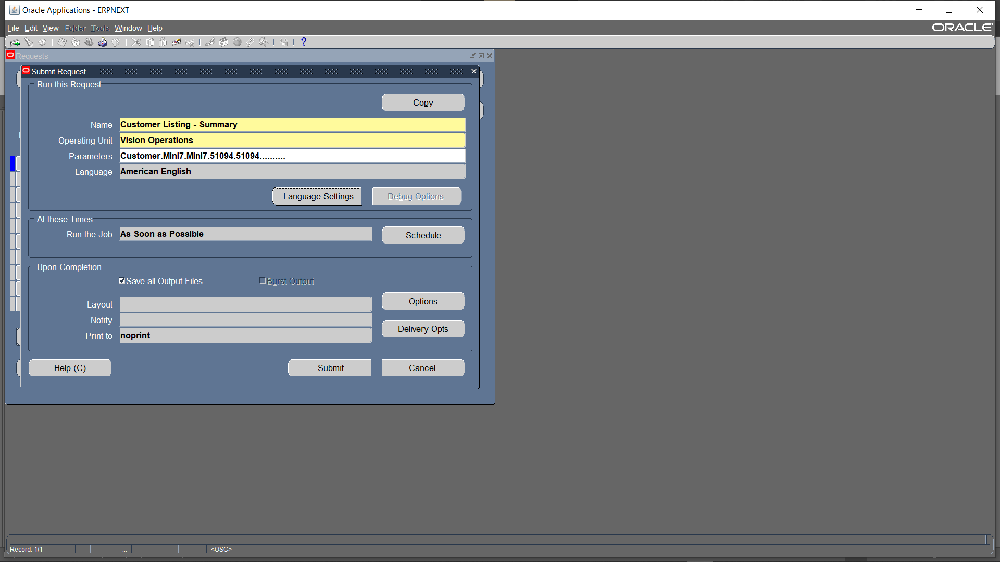 Oracle Applications - ERPNEXT
File Edit View Folder Tools Window Help
ORACLE
Requests
Submit Request
Run this Request
Copy
Name Customer Listing - Summary
Operating Unit Vision Operations
Parameters Customer.Mini7.Mini7.51094.51094..........
Language American English
Language Settings Debug Options
At these Times
Run the Job As Soon as Possible Schedule
Upon Completion
Save all Output Files Burst Output
Layout Options
Notify
Delivery Opts
Print to noprint
Help (C) Submit Cancel
Record: 1/1 ... <OSC>